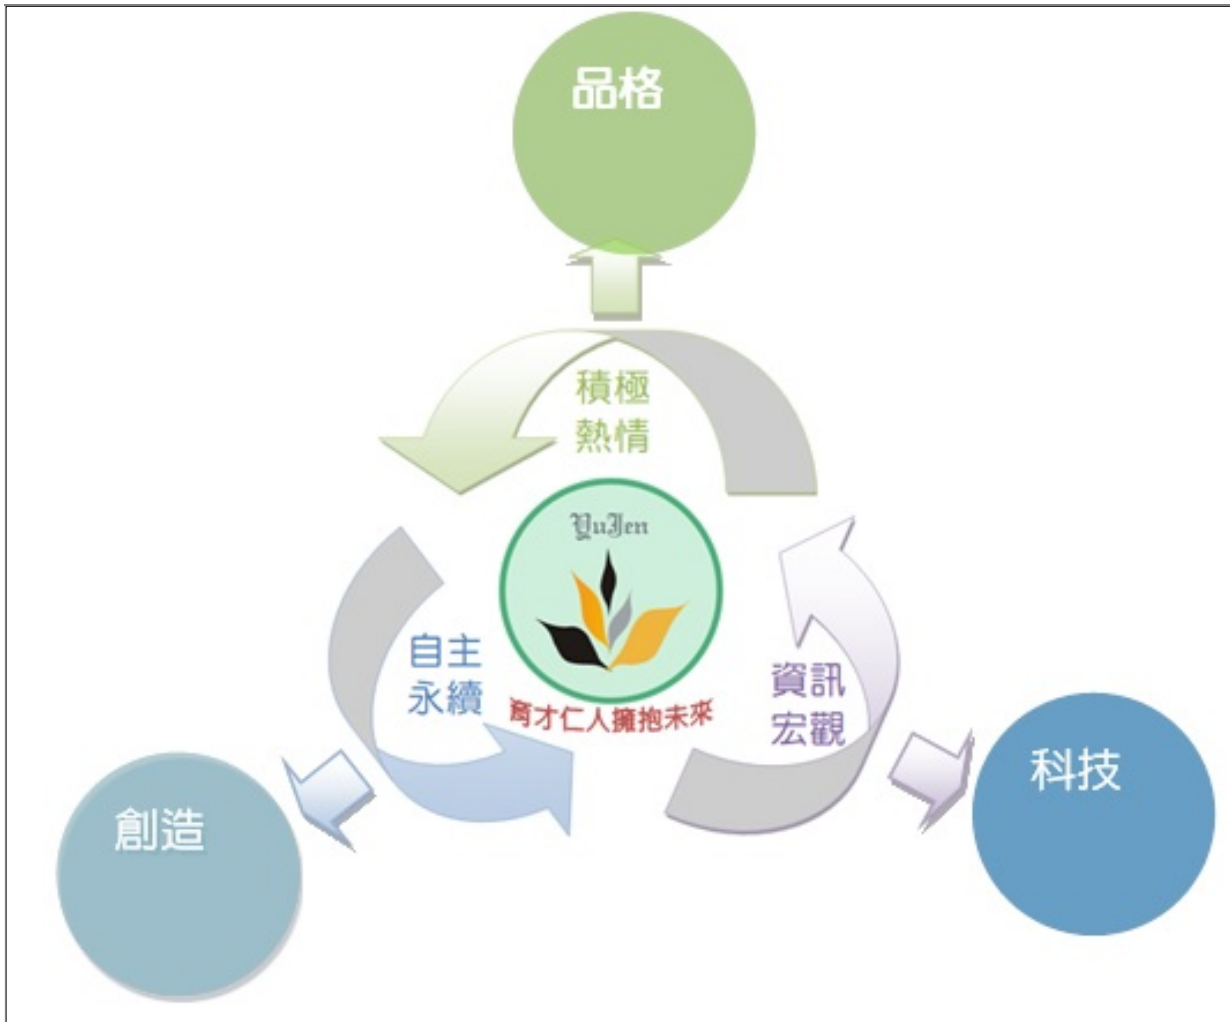 品格
積極
熱情
YuJen
自主
永續
育才仁人擁抱未來
資訊
宏觀
科技
創造